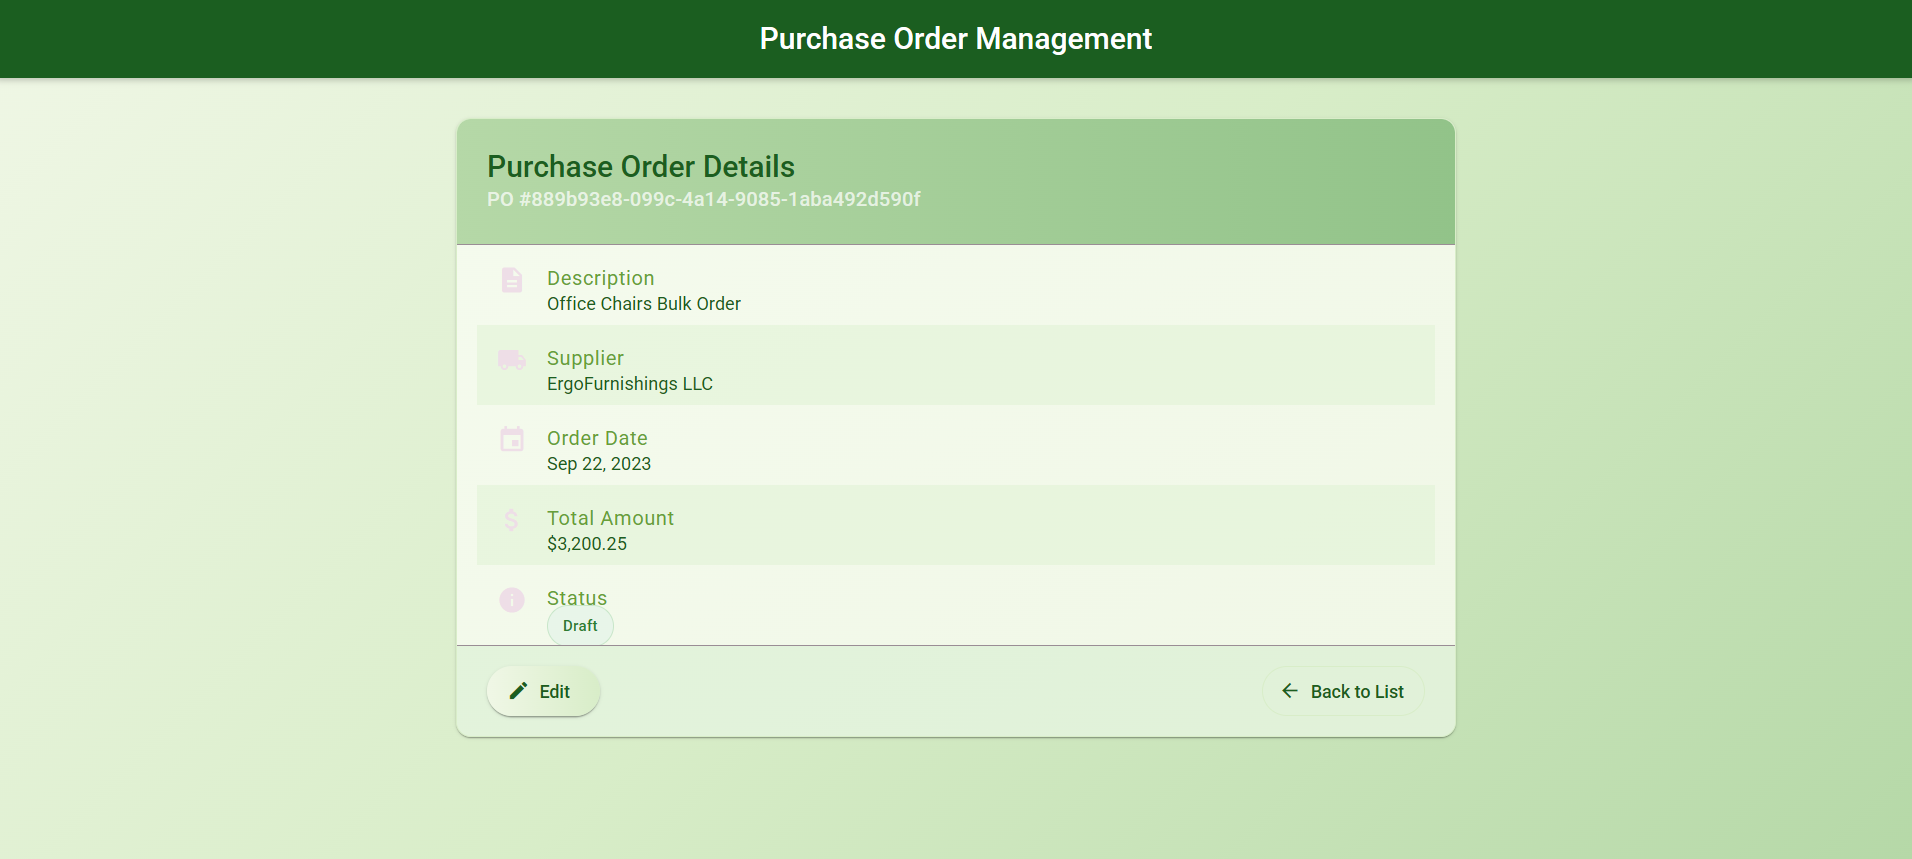 Purchase Order Management
Purchase Order Details
PO #889b93e8-099c-4a14-9085-1aba492d590f
Description
Office Chairs Bulk Order
Supplier
ErgoFurnishings LLC
Order Date
Sep 22, 2023
Total Amount
$3,200.25
Status
Draft
Edit
Back to List